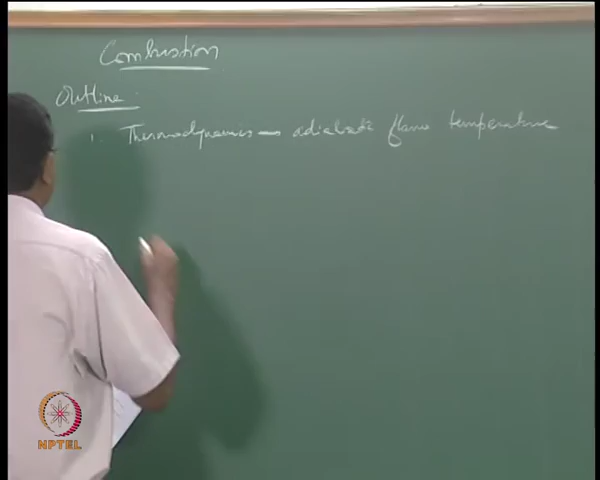 Combustion
Outline
1. Thermodynamics — adiabatic flame temperature
NPTEL